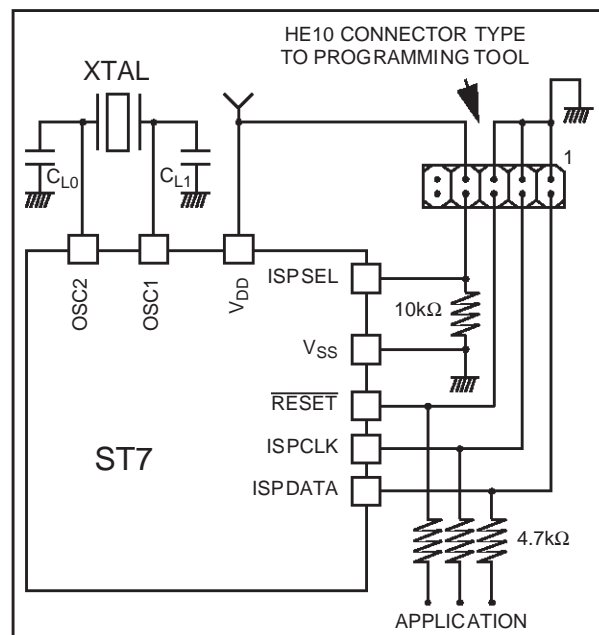 HE10 CONNECTOR TYPE
TO PROGRAMMING TOOL
XTAL
1
CL0
CL1
ISPSEL
OSC2
OSC1
VDD
10kΩ
VSS
RESET
ST7
ISPCLK
ISPDATA
4.7kΩ
APPLICATION